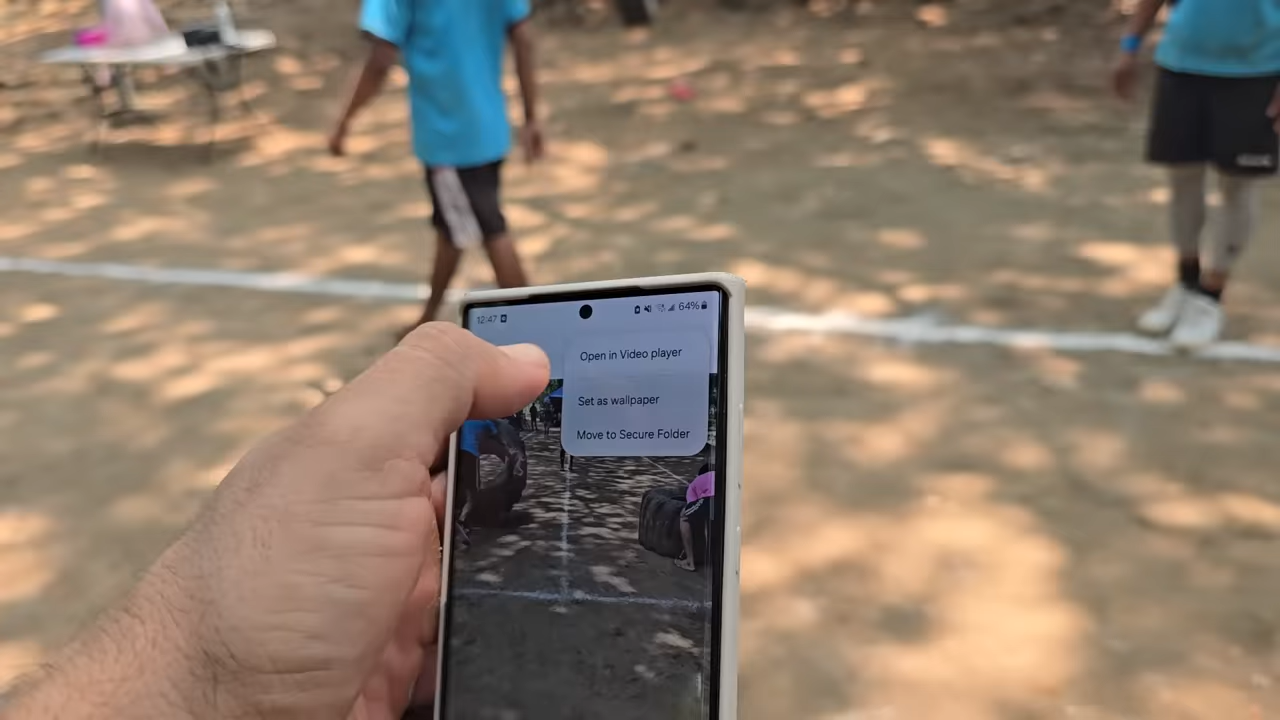 12:47
64%
Open in Video player
Set as wallpaper
Move to Secure Folder